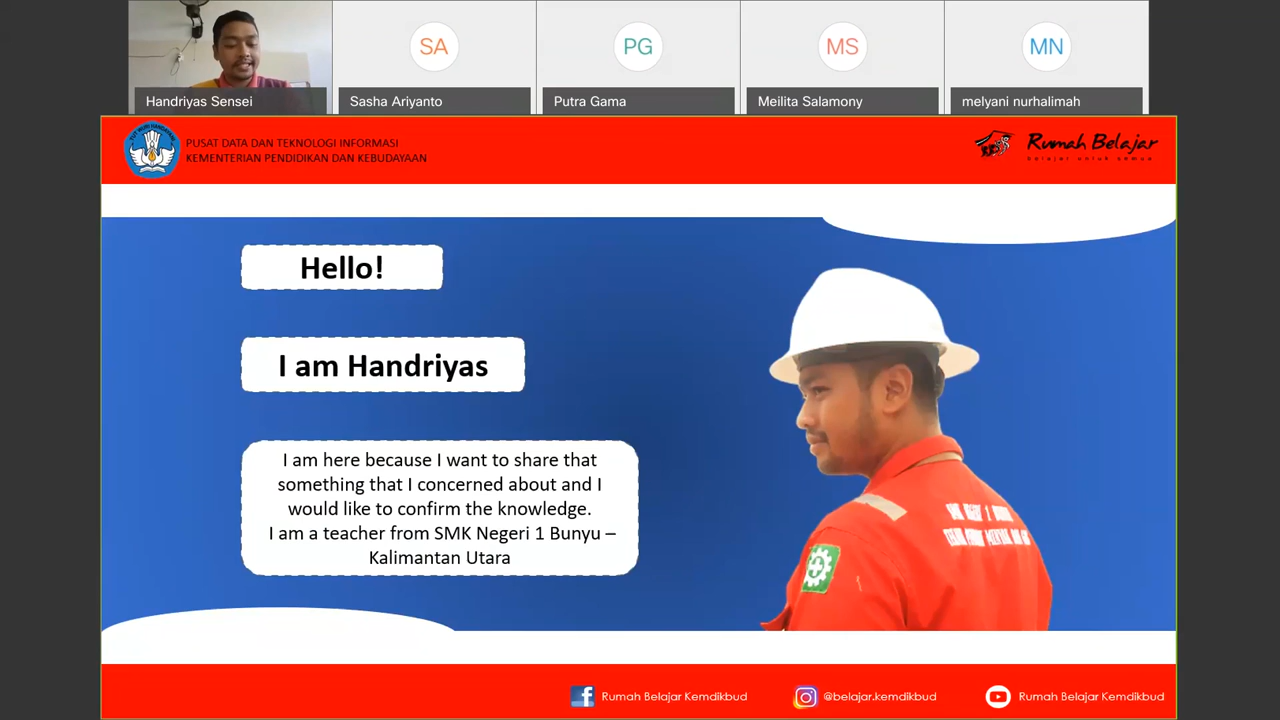 SA
PG
MS
MN
Handriyas Sensei
Sasha Ariyanto
Putra Gama
Meilita Salamony
melyani nurhalimah
PUSAT DATA DAN TEKNOLOGI INFORMASI
KEMENTERIAN PENDIDIKAN DAN KEBUDAYAAN
Rumah Belajar
belajar untuk semua
Hello!
I am Handriyas
I am here because I want to share that
something that I concerned about and I
would like to confirm the knowledge.
I am a teacher from SMK Negeri 1 Bunyu –
Kalimantan Utara
Rumah Belajar Kemdikbud
@belajar.kemdikbud
Rumah Belajar Kemdikbud